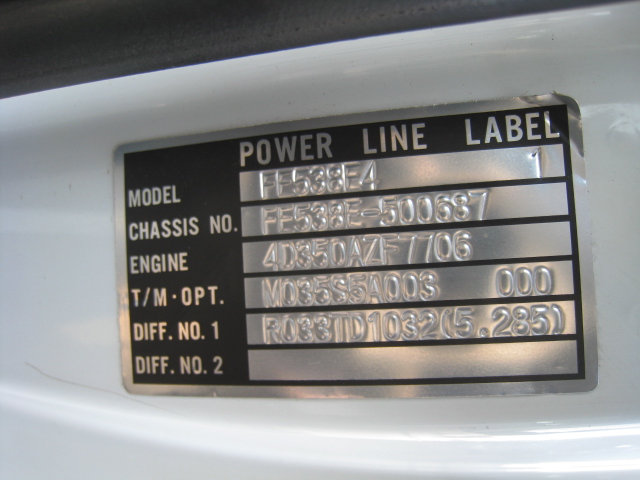 POWER LINE LABEL
MODEL FE538E4 1
CHASSIS NO. FE538E-500687
ENGINE 4D350AZF7706
T/M·OPT. M035S5A003 000
DIFF. NO. 1 R033TD1032(5.285)
DIFF. NO. 2